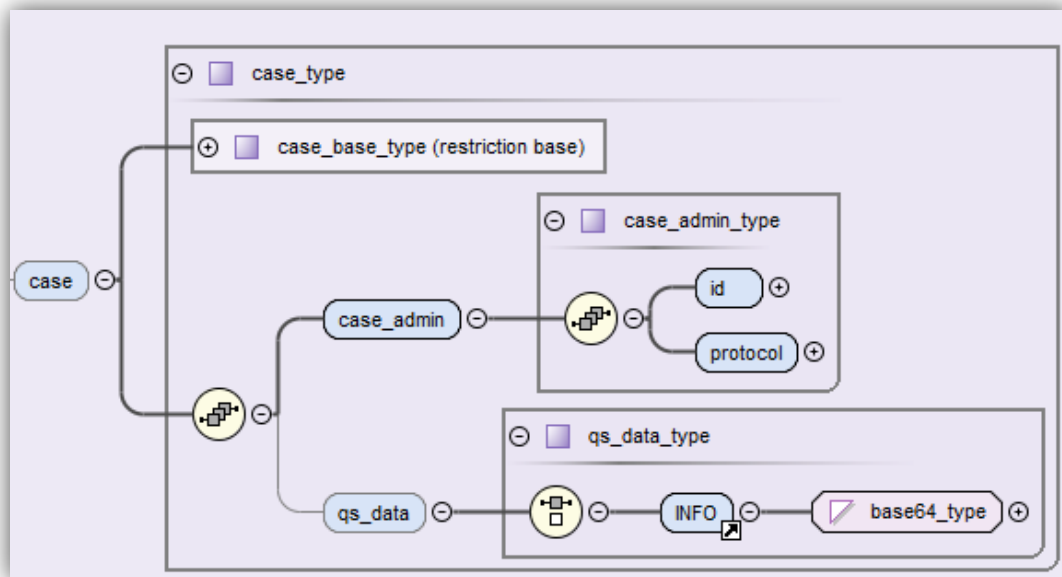 case_type
case_base_type (restriction base)
case_admin_type
case
id
case_admin
protocol
qs_data_type
qs_data
INFO
base64_type